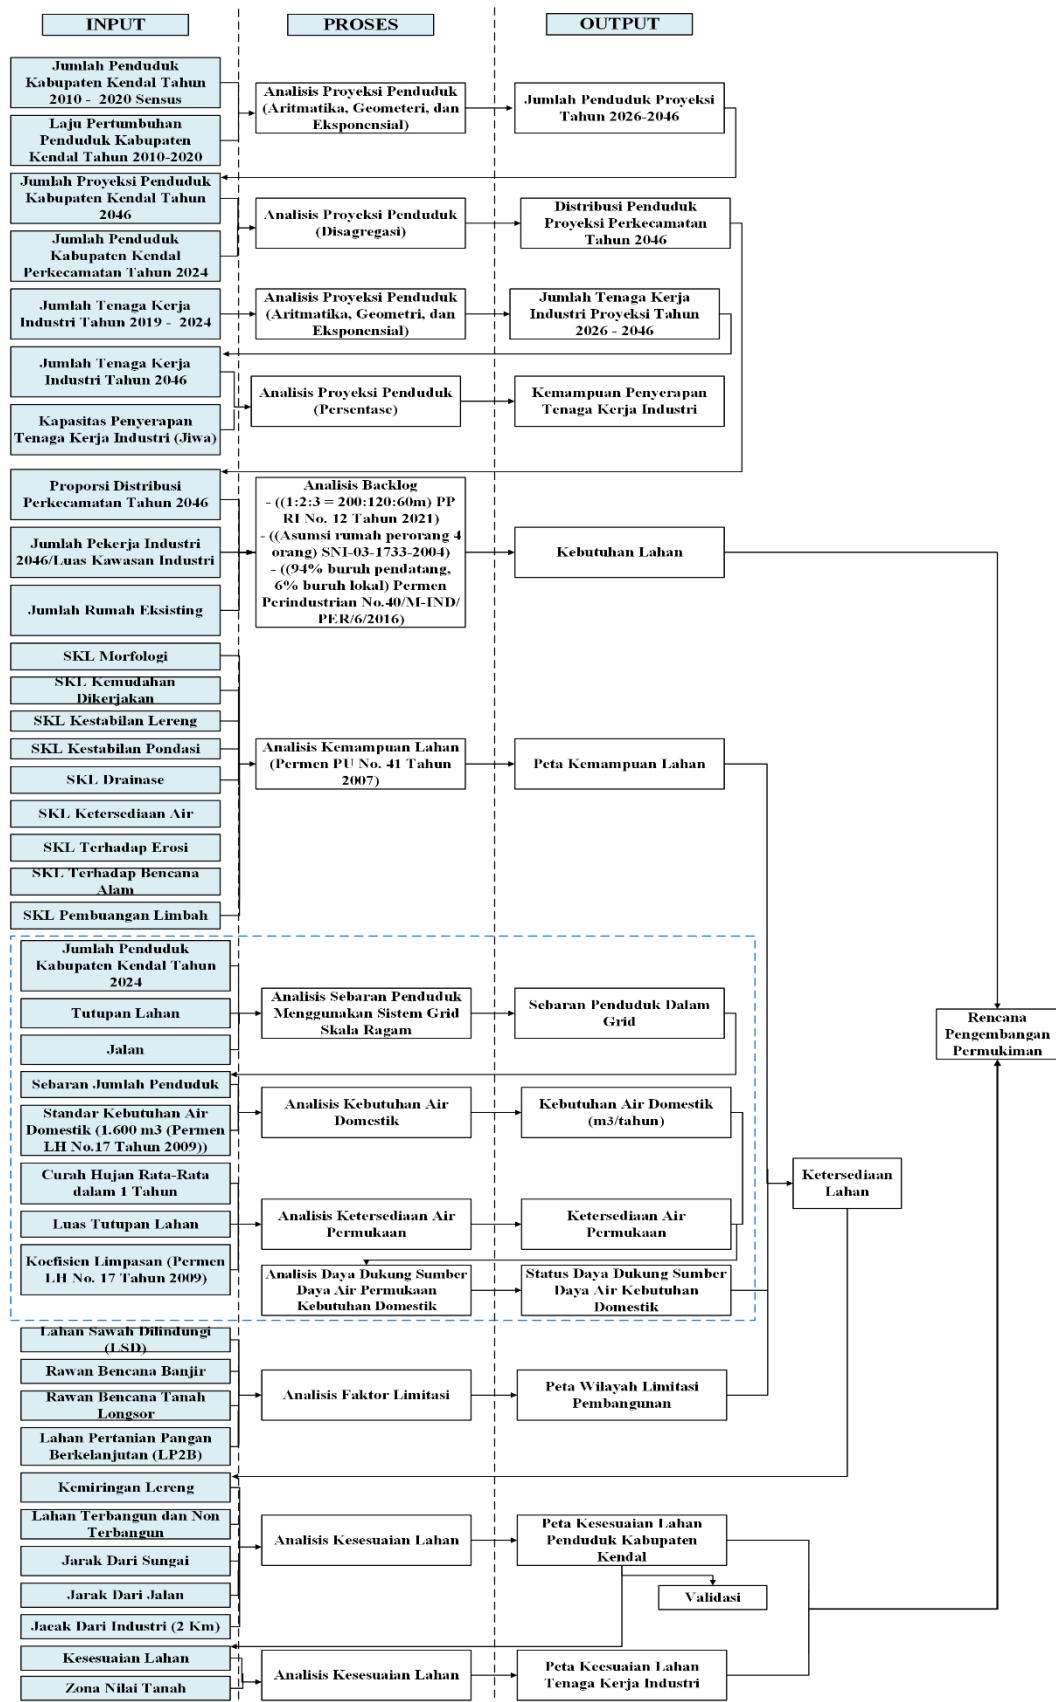 INPUT
PROSES
OUTPUT
Jumlah Penduduk
Kabupaten Kendal Tahun
2010 - 2020 Sensus
Laju Pertumbuhan
Penduduk Kabupaten
Kendal Tahun 2010-2020
Analisis Proyeksi Penduduk
(Aritmatika, Geometeri, dan
Eksponensial)
Jumlah Penduduk Proyeksi
Tahun 2026-2046
Jumlah Proyeksi Penduduk
Kabupaten Kendal Tahun
2046
Jumlah Penduduk
Kabupaten Kendal
Perkecamatan Tahun 2024
Analisis Proyeksi Penduduk
(Disagregasi)
Distribusi Penduduk
Proyeksi Perkecamatan
Tahun 2046
Jumlah Tenaga Kerja
Industri Tahun 2019 - 2024
Analisis Proyeksi Penduduk
(Aritmatika, Geometri, dan
Eksponensial)
Jumlah Tenaga Kerja
Industri Proyeksi Tahun
2026 - 2046
Jumlah Tenaga Kerja
Industri Tahun 2046
Kapasitas Penyerapan
Tenaga Kerja Industri (Jiwa)
Analisis Proyeksi Penduduk
(Persentase)
Kemampuan Penyerapan
Tenaga Kerja Industri
Proporsi Distribusi
Perkecamatan Tahun 2046
Jumlah Pekerja Industri
2046/Luas Kawasan Industri
Jumlah Rumah Eksisting
Analisis Backlog
- ((1:2:3 = 200:120:60m) PP
RI No. 12 Tahun 2021)
- ((Asumsi rumah perorang 4
orang) SNI-03-1733-2004)
- ((94% buruh pendatang,
6% buruh lokal) Permen
Perindustrian No.40/M-IND/
PER/6/2016)
Kebutuhan Lahan
SKL Morfologi
SKL Kemudahan
Dikerjakan
SKL Kestabilan Lereng
SKL Kestabilan Pondasi
SKL Drainase
SKL Ketersediaan Air
SKL Terhadap Erosi
SKL Terhadap Bencana
Alam
SKL Pembuangan Limbah
Analisis Kemampuan Lahan
(Permen PU No. 41 Tahun
2007)
Peta Kemampuan Lahan
Jumlah Penduduk
Kabupaten Kendal Tahun
2024
Tutupan Lahan
Jalan
Analisis Sebaran Penduduk
Menggunakan Sistem Grid
Skala Ragam
Sebaran Penduduk Dalam
Grid
Rencana
Pengembangan
Permukiman
Sebaran Jumlah Penduduk
Standar Kebutuhan Air
Domestik (1.600 m3 (Permen
LH No.17 Tahun 2009))
Analisis Kebutuhan Air
Domestik
Kebutuhan Air Domestik
(m3/tahun)
Curah Hujan Rata-Rata
dalam 1 Tahun
Luas Tutupan Lahan
Koefisien Limpasan (Permen
LH No. 17 Tahun 2009)
Analisis Ketersediaan Air
Permukaan
Ketersediaan Air
Permukaan
Ketersediaan
Lahan
Analisis Daya Dukung Sumber
Daya Air Permukaan
Kebutuhan Domestik
Status Daya Dukung Sumber
Daya Air Kebutuhan
Domestik
Lahan Sawah Dilindungi
(LSD)
Rawan Bencana Banjir
Rawan Bencana Tanah
Longsor
Lahan Pertanian Pangan
Berkelanjutan (LP2B)
Analisis Faktor Limitasi
Peta Wilayah Limitasi
Pembangunan
Kemiringan Lereng
Lahan Terbangun dan Non
Terbangun
Jarak Dari Sungai
Jarak Dari Jalan
Jacak Dari Industri (2 Km)
Analisis Kesesuaian Lahan
Peta Kesesuaian Lahan
Penduduk Kabupaten
Kendal
Validasi
Kesesuaian Lahan
Zona Nilai Tanah
Analisis Kesesuaian Lahan
Peta Kecsuaian Lahan
Tenaga Kerja Industri